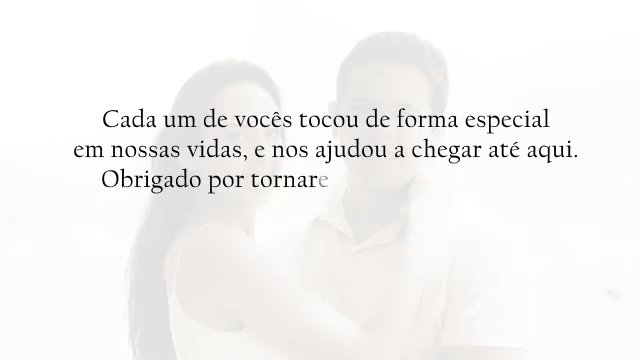 Cada um de vocês tocou de forma especial
em nossas vidas, e nos ajudou a chegar até aqui.
Obrigado por tornare